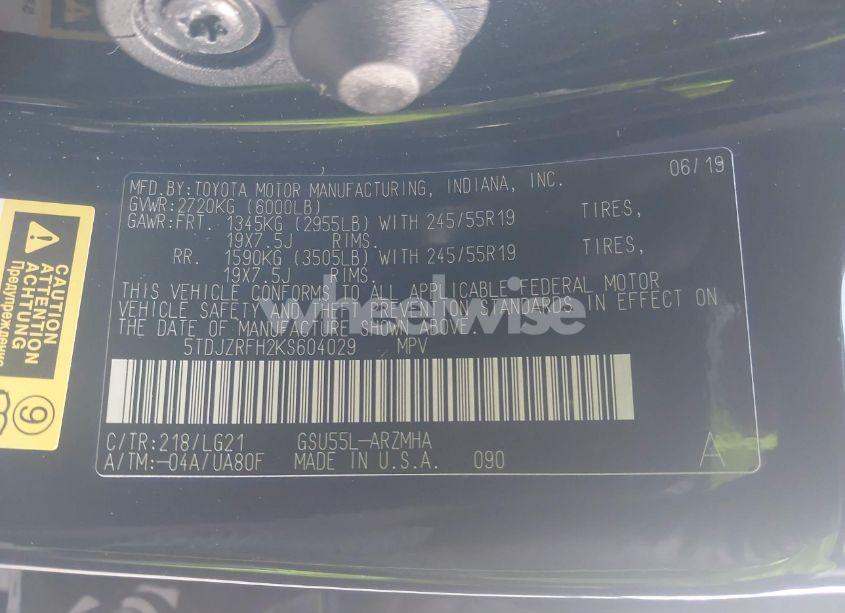 MFD.BY:TOYOTA MOTOR MANUFACTURING, INDIANA, INC. 06/19
GVWR:2720KG (6000LB)
GAWR:FRT. 1345KG (2955LB) WITH 245/55R19 TIRES,
19X7.5J RIMS.
RR. 1590KG (3505LB) WITH 245/55R19 TIRES,
19X7.5J RIMS.
THIS VEHICLE CONFORMS TO ALL APPLICABLE FEDERAL MOTOR
VEHICLE SAFETY AND THEFT PREVENTION STANDARDS IN EFFECT ON
THE DATE OF MANUFACTURE SHOWN ABOVE.
5TDJZRFH2KS604029 MPV
C/TR:218/LG21 GSU55L-ARZMHA
A/TM:-04A/UA80F MADE IN U.S.A. 090 A
CAUTION
ATTENTION
ACHTUNG
Предупреждение
9
wheelwise